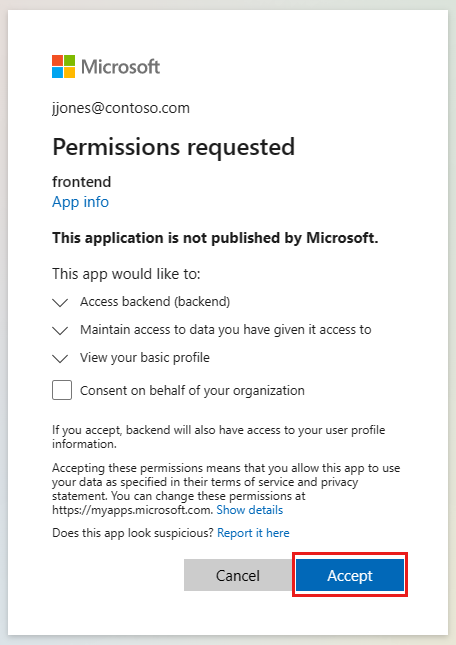 Microsoft
jjones@contoso.com
Permissions requested
frontend
App info
This application is not published by Microsoft.
This app would like to:
Access backend (backend)
Maintain access to data you have given it access to
View your basic profile
Consent on behalf of your organization
If you accept, backend will also have access to your user profile
information.
Accepting these permissions means that you allow this app to use
your data as specified in their terms of service and privacy
statement. You can change these permissions at
https://myapps.microsoft.com. Show details
Does this app look suspicious? Report it here
Cancel Accept